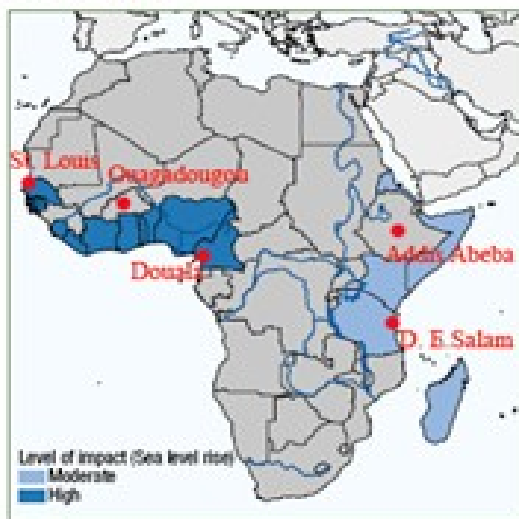 St. Louis
Ouagadougou
Douala
Addis Abeba
D. E Salam
Level of impact (Sea level rise)
Moderate
High